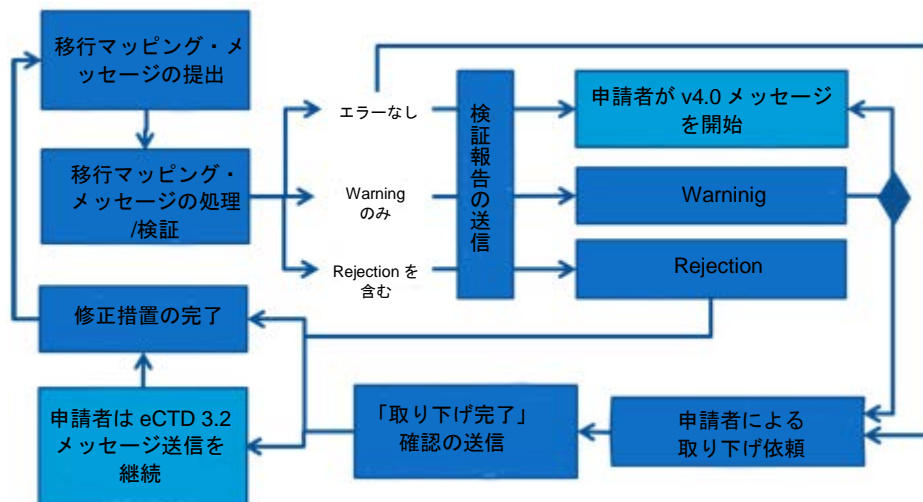 移行マッピング・メ
ッセージの提出
移行マッピング・
メッセージの処理
/検証
エラーなし
Warning
のみ
Rejection を
含む
検証報告の送信
申請者が v4.0 メッセージ
を開始
Warninig
Rejection
修正措置の完了
申請者は eCTD 3.2
メッセージ送信を
継続
「取り下げ完了」
確認の送信
申請者による
取り下げ依頼